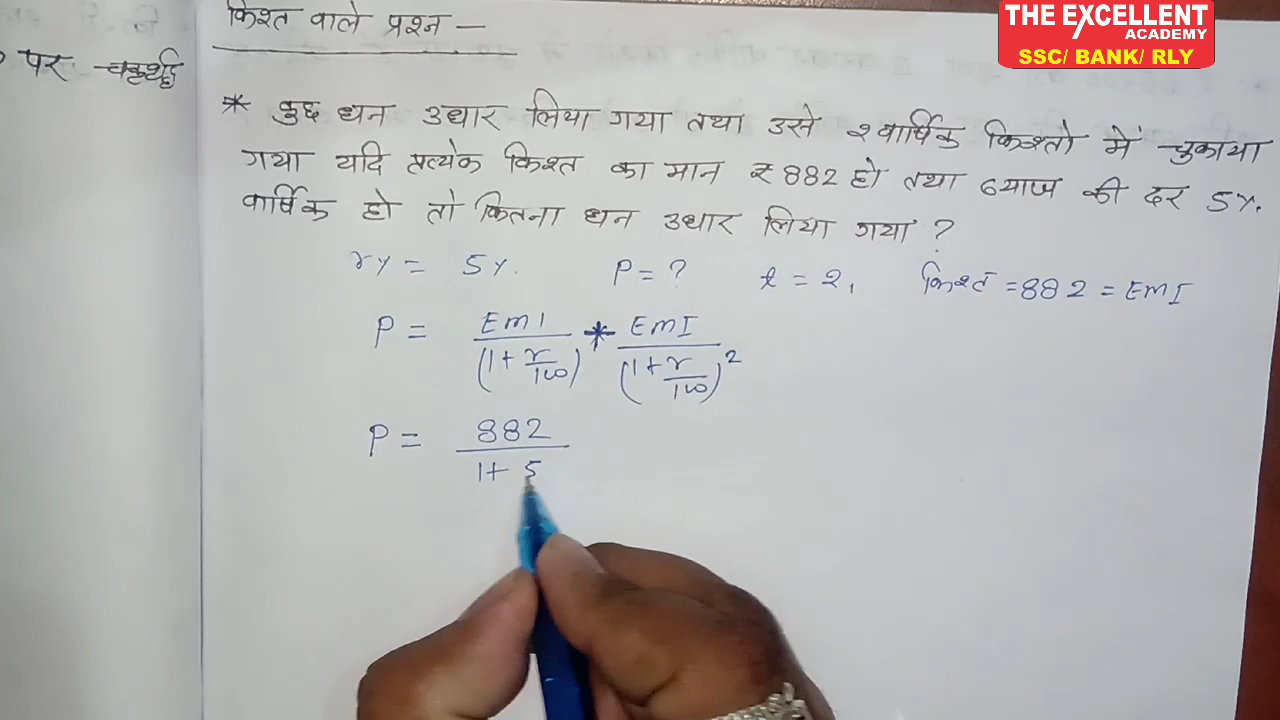 किश्त वाले प्रश्न –
THE EXCELLENT
ACADEMY
SSC/ BANK/ RLY
पर -चक्रवृद्धि
* कुछ धन उधार लिया गया तथा उसे 2 वार्षिक किश्तो में चुकाया
गया यदि प्रत्येक किश्त का मान ₹ 882 हो तथा ब्याज की दर 5%.
वार्षिक हो तो कितना धन उधार लिया गया ?
r% = 5%. P = ? t = 2, किश्त = 882 = EMI
P = EMI / (1 + r/100) * EMI / (1 + r/100)²
P = 882 / 1+ 5